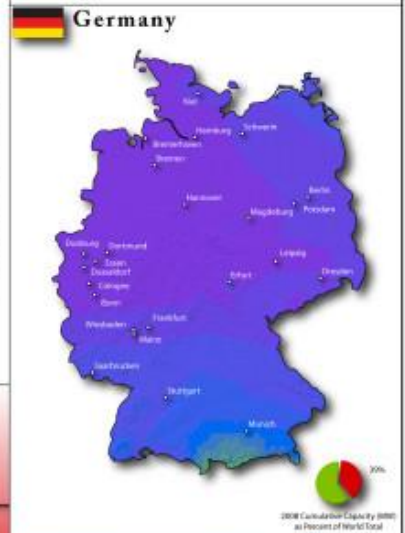 Germany
Kiel
Hamburg
Schwerin
Bremerhaven
Bremen
Berlin
Hannover
Potsdam
Magdeburg
Duisburg
Dortmund
Essen
Leipzig
Dusseldorf
Erfurt
Dresden
Cologne
Bonn
Frankfurt
Wiesbaden
Mainz
Saarbrucken
Stuttgart
Munich
39%
2008 Cumulative Capacity (MW)
as Percent of World Total